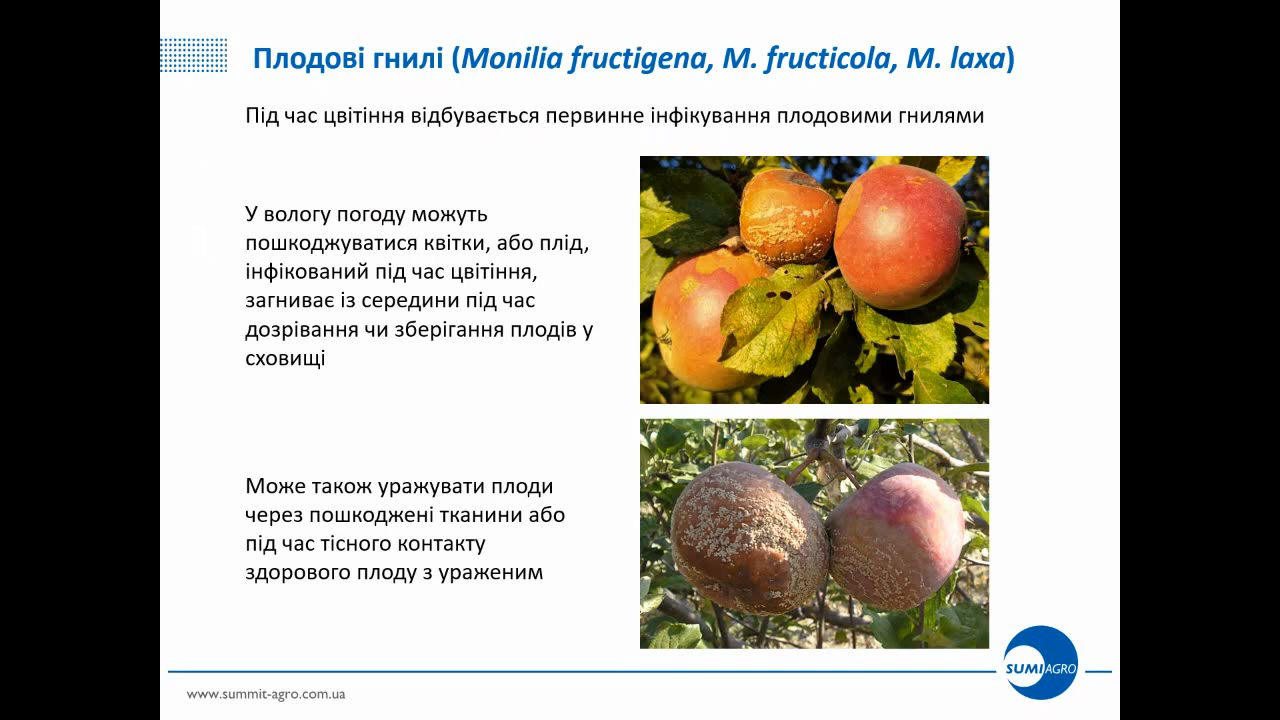 Плодові гнилі (Monilia fructigena, M. fructicola, M. laxa)
Під час цвітіння відбувається первинне інфікування плодовими гнилями
У вологу погоду можуть
пошкоджуватися квітки, або плід,
інфікований під час цвітіння,
загниває із середини під час
дозрівання чи зберігання плодів у
сховищі
Може також уражувати плоди
через пошкоджені тканини або
під час тісного контакту
здорового плоду з ураженим
SUMIAGRO
www.summit-agro.com.ua